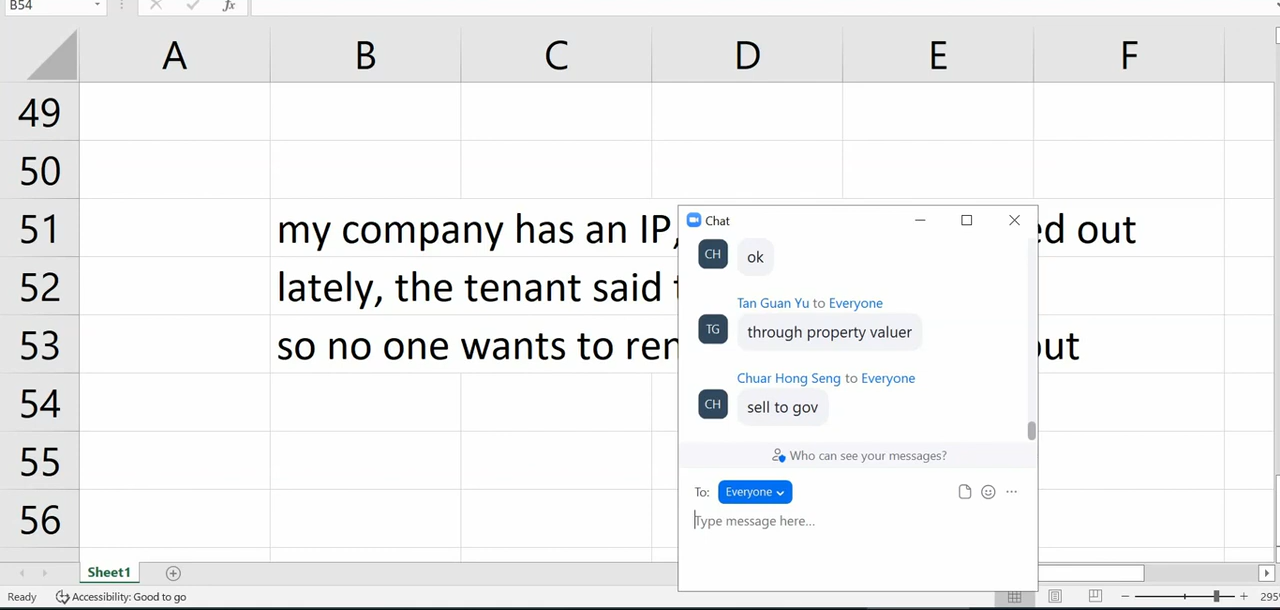 B54
fx
A B C D E F
49
50
51 my company has an IP, ed out
52 lately, the tenant said
53 so no one wants to ren out
54
55
56
Chat
CH
ok
Tan Guan Yu to Everyone
TG
through property valuer
Chuar Hong Seng to Everyone
CH
sell to gov
Who can see your messages?
To: Everyone
Type message here...
Sheet1
Ready Accessibility: Good to go
295